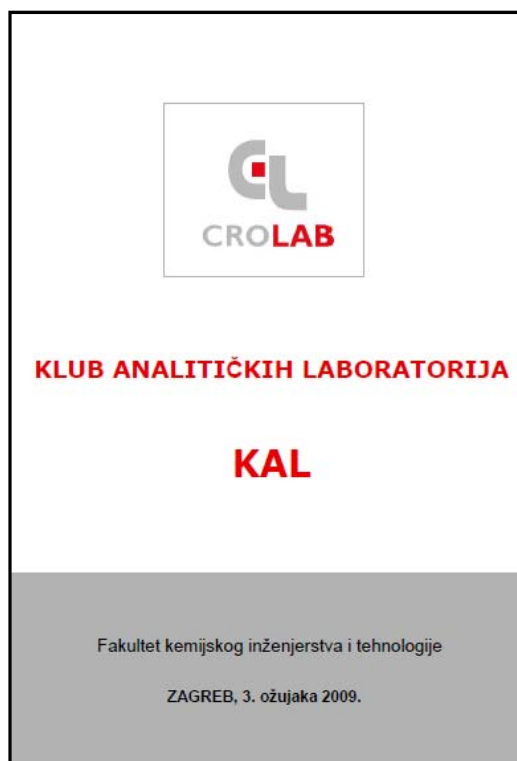 CROLAB
KLUB ANALITIČKIH LABORATORIJA
KAL
Fakultet kemijskog inženjerstva i tehnologije
ZAGREB, 3. ožujaka 2009.